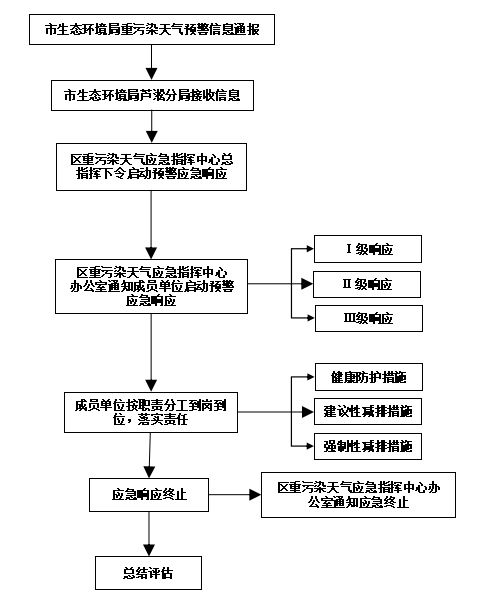 市生态环境局重污染天气预警信息通报
市生态环境局芦淞分局接收信息
区重污染天气应急指挥中心总
指挥下令启动预警应急响应
区重污染天气应急指挥中心
办公室通知成员单位启动预警
应急响应
Ⅰ级响应
Ⅱ级响应
Ⅲ级响应
成员单位按职责分工到岗到
位，落实责任
健康防护措施
建议性减排措施
强制性减排措施
应急响应终止
区重污染天气应急指挥中心办
公室通知应急终止
总结评估